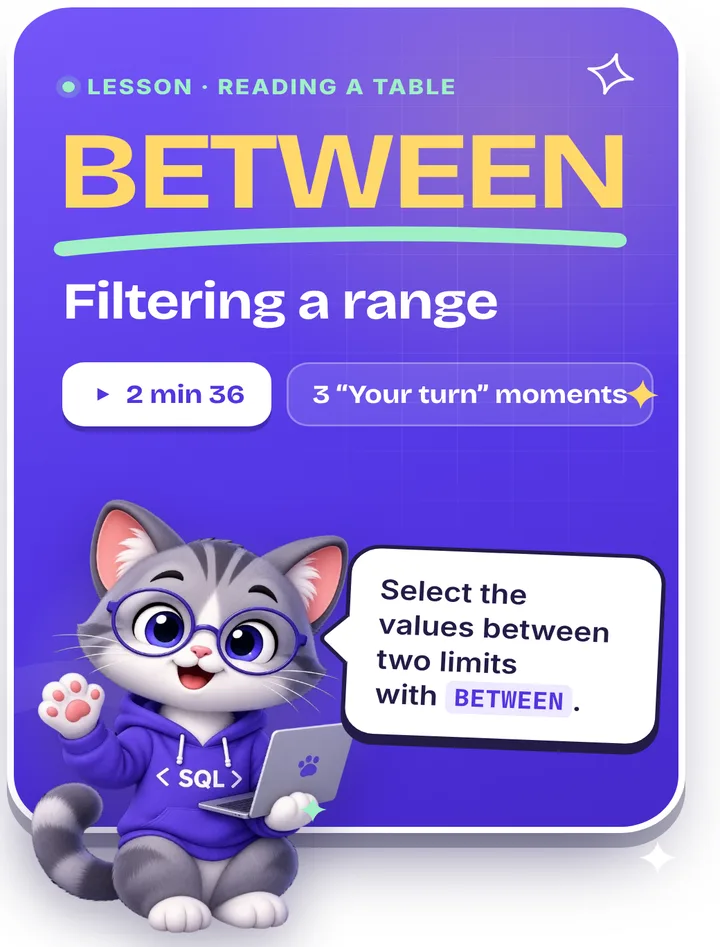 LESSON · READING A TABLE
BETWEEN
Filtering a range
2 min 36
3 “Your turn” moments
Select the
values between
two limits
with BETWEEN.
< SQL >